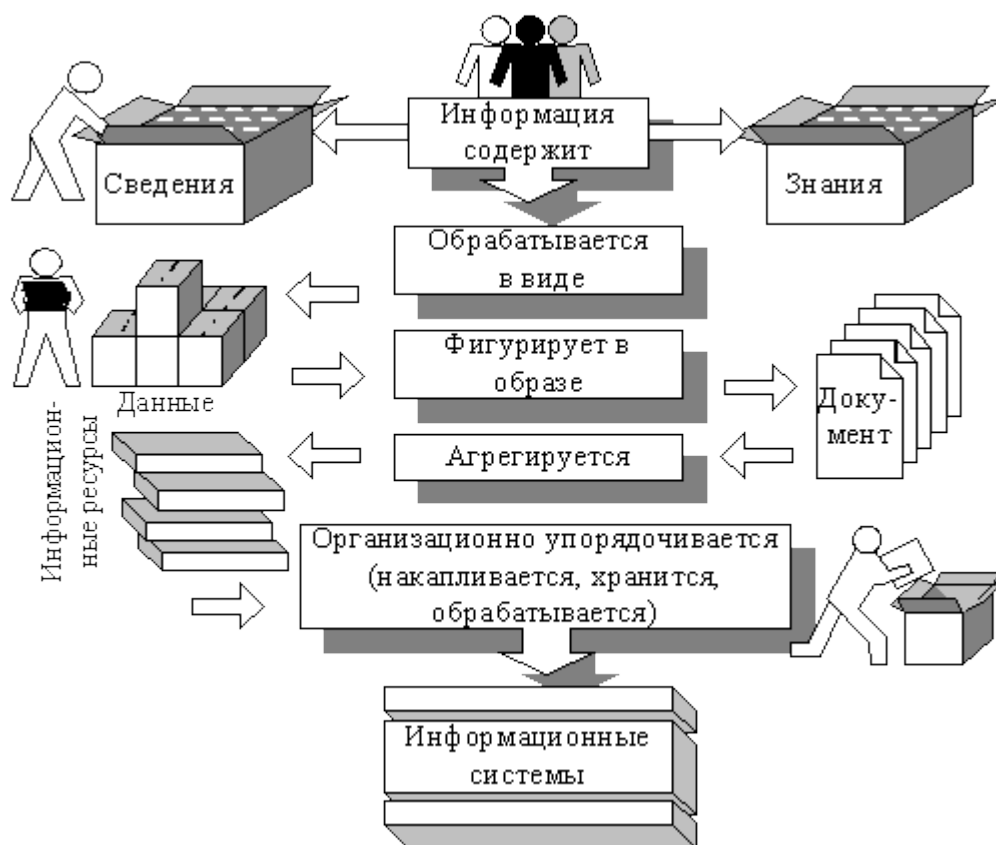 Информация
содержит
Сведения
Знания
Обрабатывается
в виде
Фигурирует в
образе
Данные
Доку-
мент
Информацион-
ные ресурсы
Агрегируется
Организационно упорядочивается
(накапливается, хранится,
обрабатывается)
Информационные
системы